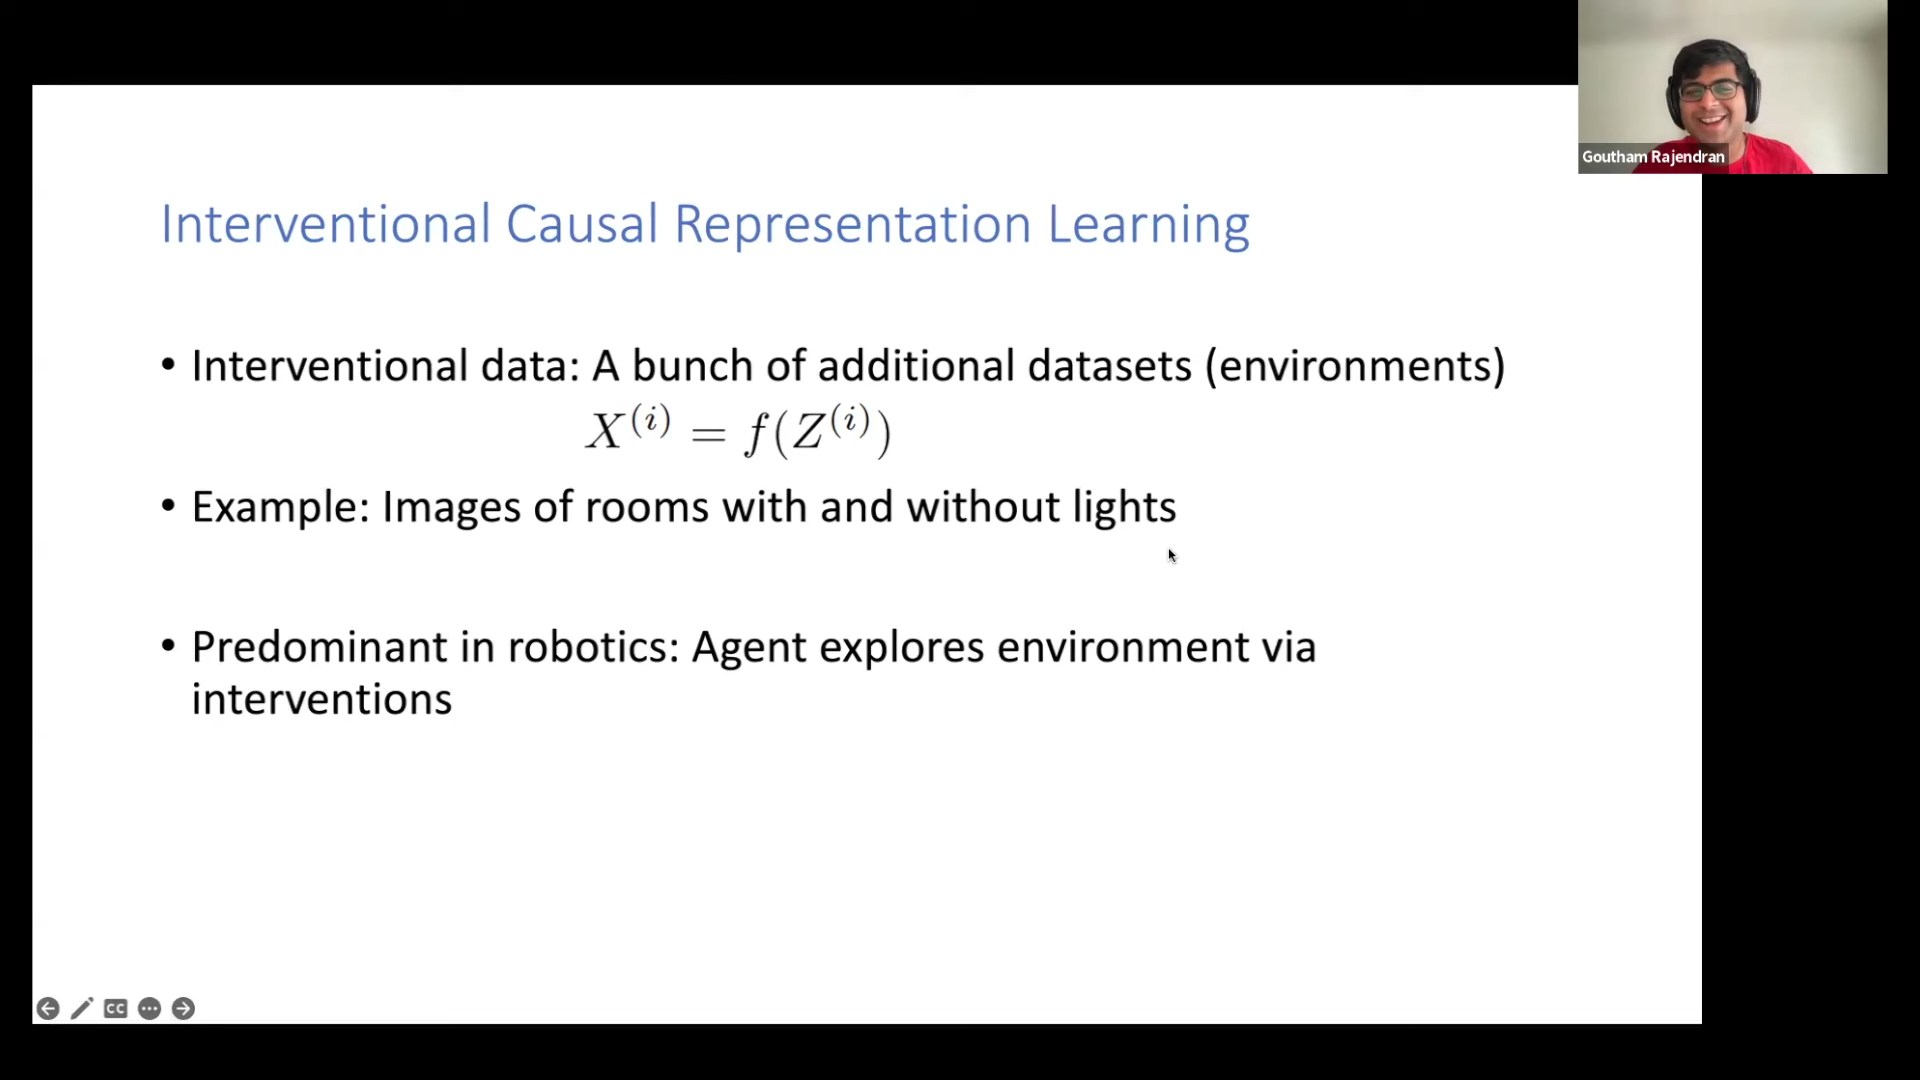 Goutham Rajendran
Interventional Causal Representation Learning
• Interventional data: A bunch of additional datasets (environments)
X^{(i)} = f(Z^{(i)})
• Example: Images of rooms with and without lights
• Predominant in robotics: Agent explores environment via
interventions
CC